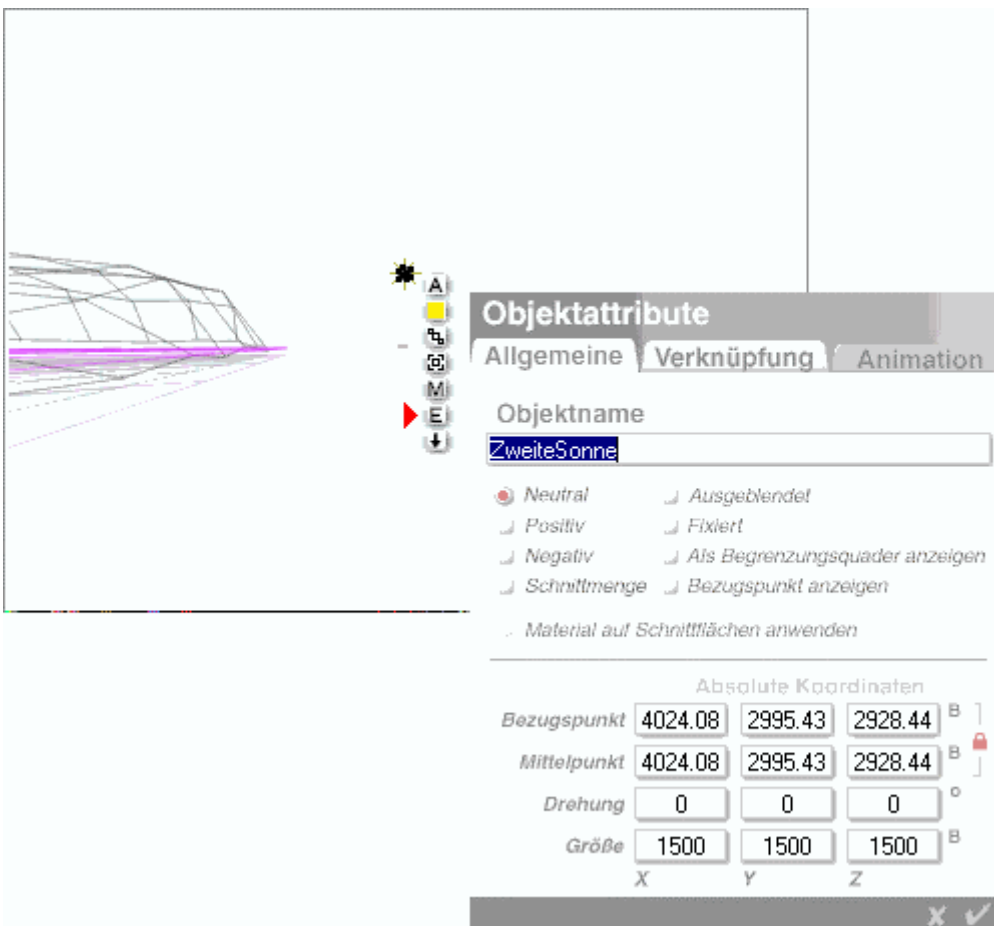 A
M
E
Objektattribute
Allgemeine Verknüpfung Animation
Objektname
ZweiteSonne
Neutral Ausgeblendet
Positiv Fixiert
Negativ Als Begrenzungsquader anzeigen
Schnittmenge Bezugspunkt anzeigen
Material auf Schnittflächen anwenden
Absolute Koordinaten
Bezugspunkt 4024.08 2995.43 2928.44 B
Mittelpunkt 4024.08 2995.43 2928.44 B
Drehung 0 0 0 °
Größe 1500 1500 1500 B
X Y Z